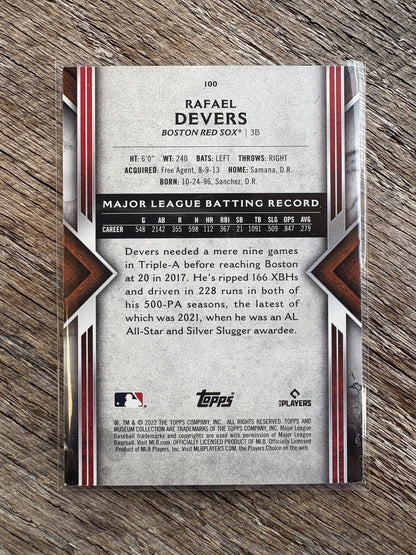 100
RAFAEL
DEVERS
BOSTON RED SOX® | 3B
HT: 6'0" WT: 240 BATS: LEFT THROWS: RIGHT
ACQUIRED: Free Agent, 8-9-13 HOME: Samana, D.R.
BORN: 10-24-96, Sanchez, D.R.
MAJOR LEAGUE BATTING RECORD
G AB R H HR RBI SB TB SLG OPS AVG
CAREER 548 2142 355 598 112 367 21 1091 .509 .847 .279
Devers needed a mere nine games
in Triple-A before reaching Boston
at 20 in 2017. He's ripped 166 XBHs
and driven in 228 runs in both of
his 500-PA seasons, the latest of
which was 2021, when he was an AL
All-Star and Silver Slugger awardee.
Topps
PLAYERS
®, TM & © 2022 THE TOPPS COMPANY, INC. ALL RIGHTS RESERVED. TOPPS AND
MUSEUM COLLECTION ARE TRADEMARKS OF THE TOPPS COMPANY, INC. Major League
Baseball trademarks and copyrights are used with permission of Major League
Baseball. Visit MLB.com. OFFICIALLY LICENSED PRODUCT OF MLB. Officially Licensed
Product of MLB Players, Inc. Visit MLBPLAYERS.COM, the Players Choice on the web.